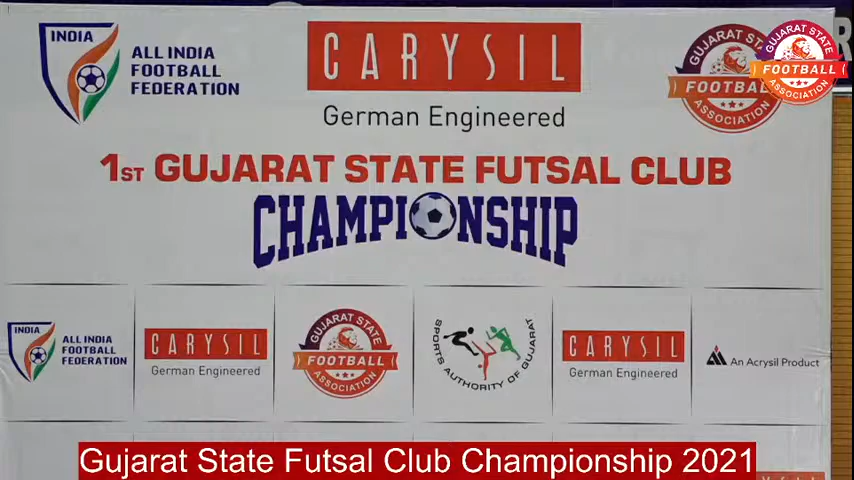 INDIA
ALL INDIA
FOOTBALL
FEDERATION
CARYSIL
German Engineered
GUJARAT STATE
FOOTBALL
ASSOCIATION
GUJARAT STATE
FOOTBALL
ASSOCIATION
1ST GUJARAT STATE FUTSAL CLUB
CHAMPIONSHIP
INDIA
ALL INDIA
FOOTBALL
FEDERATION
CARYSIL
German Engineered
GUJARAT STATE
FOOTBALL
ASSOCIATION
SPORTS AUTHORITY OF GUJARAT
CARYSIL
German Engineered
An Acrysil Product
Gujarat State Futsal Club Championship 2021